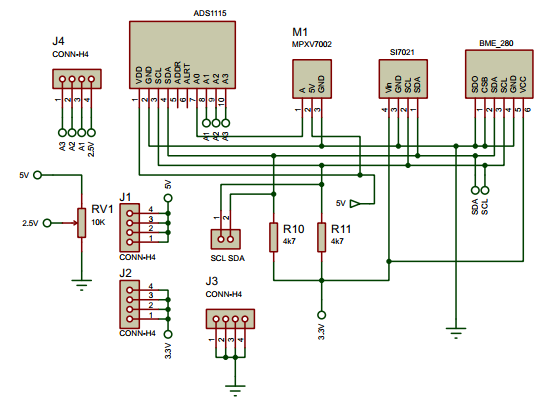 ADS1115
VDD GND SCL SDA ADDR ALRT A0 A1 A2 A3
1 2 3 4 5 6 7 8 9 10
A1 A2 A3
M1
MPXV7002
A 5V GND
1 2 3
SI7021
Vin GND SCL SDA
4 3 2 1
BME_280
SDO CSB SDA SCL GND VCC
1 2 3 4 5 6
SDA SCL
J4
CONN-H4
1 2 3 4
A3 A2 A1 2.5V
5V
2.5V
RV1
10K
J1
5V
4
3
2
1
CONN-H4
1 2
SCL SDA
R10
4k7
R11
4k7
5V
J2
4
3
2
1
CONN-H4
3.3V
J3
CONN-H4
1 2 3 4
3.3V